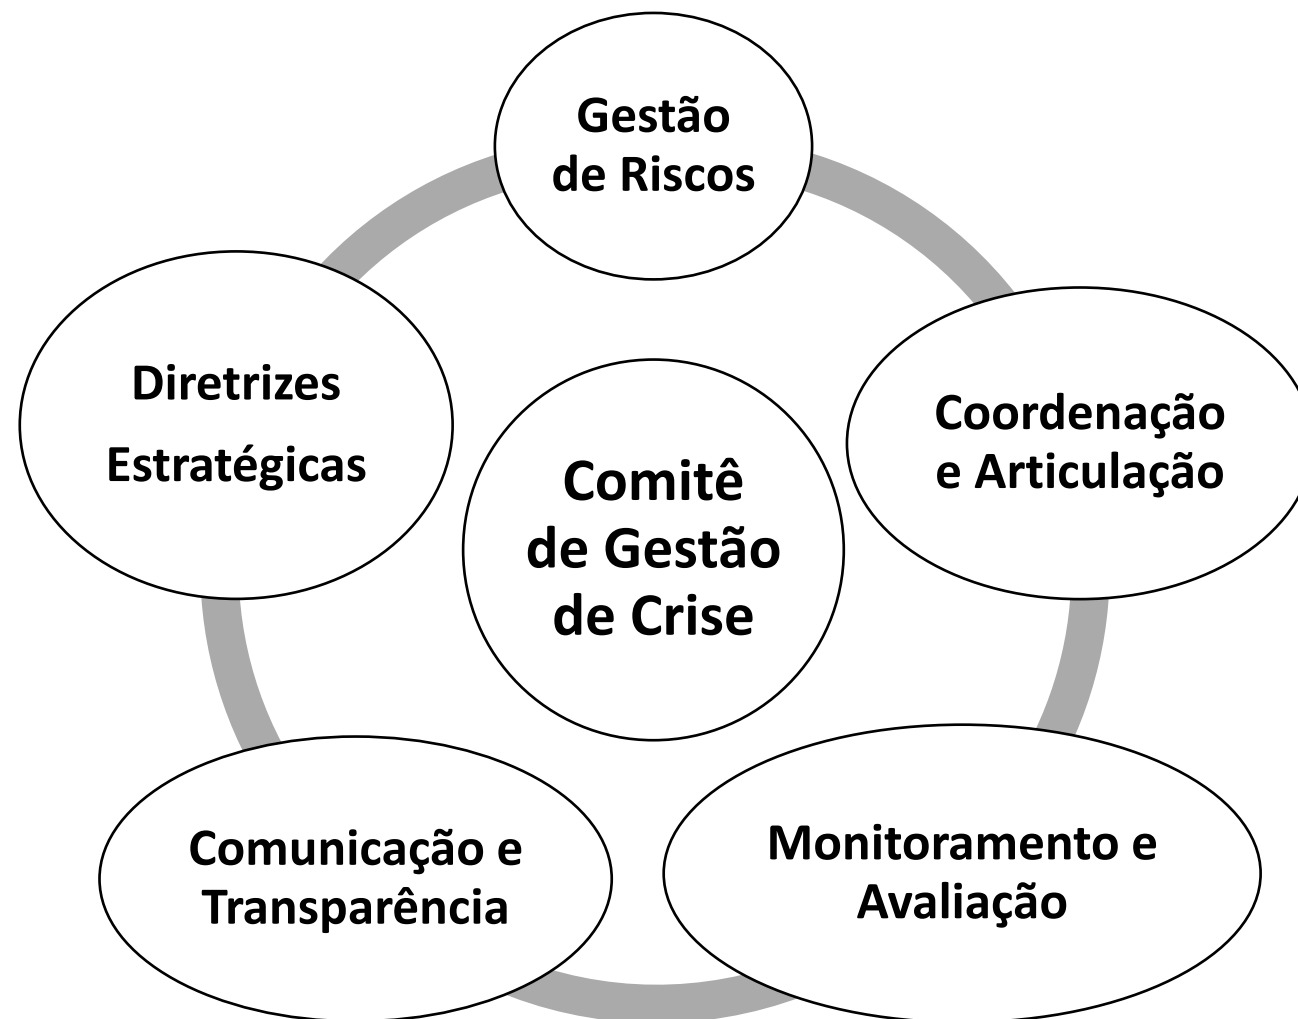 Gestão
de Riscos
Diretrizes
Estratégicas
Coordenação
e Articulação
Comitê
de Gestão
de Crise
Comunicação e
Transparência
Monitoramento e
Avaliação